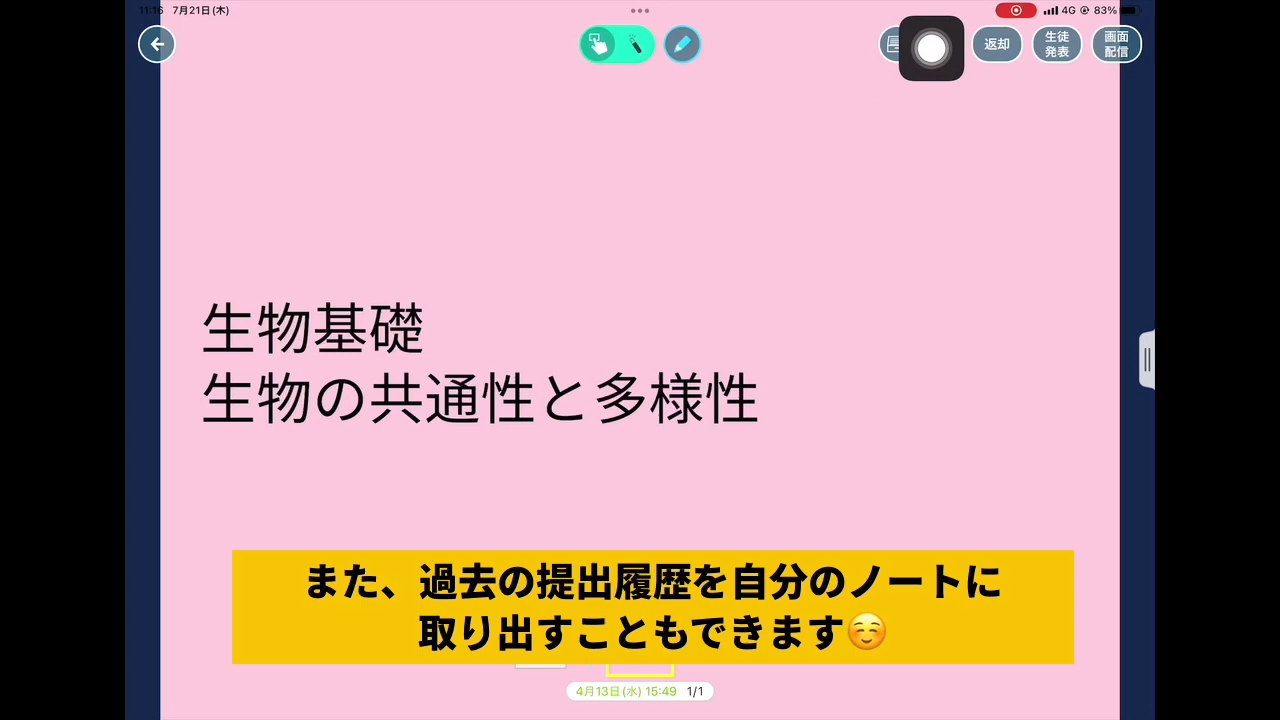 11:16 7月21日(木)
4G 83%
返却
生徒
発表
画面
配信
生物基礎
生物の共通性と多様性
また、過去の提出履歴を自分のノートに
取り出すこともできます☺️
4月13日(水) 15:49 1/1